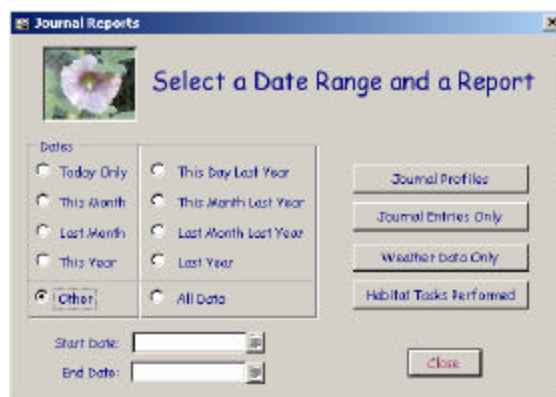 Journal Reports
Select a Date Range and a Report
Dates
Today Only
This Day Last Year
This Month
This Month Last Year
Last Month
Last Month Last Year
This Year
Last Year
Other
All Data
Journal Profiles
Journal Entries Only
Weather Data Only
Habitat Tasks Performed
Start Date:
End Date:
Close